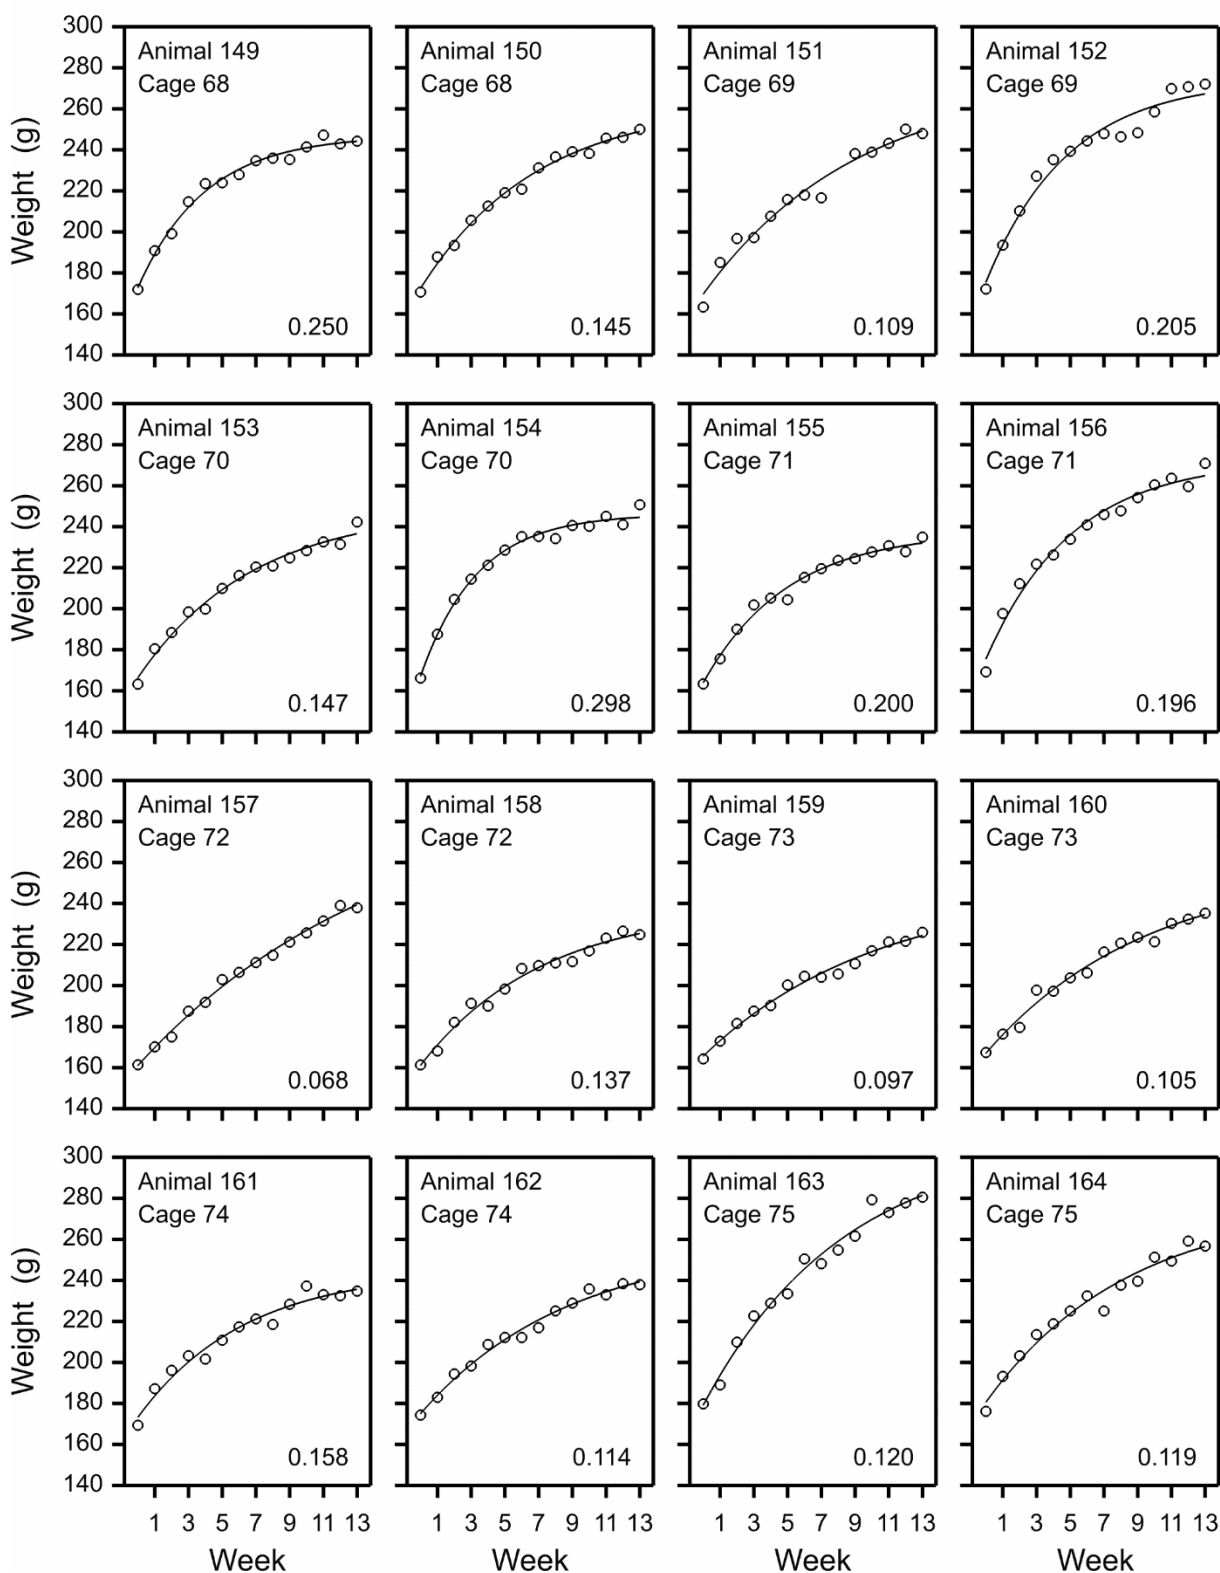 300
280
260
240
220
200
180
160
140
Weight (g)
Animal 149
Cage 68
0.250
Animal 150
Cage 68
0.145
Animal 151
Cage 69
0.109
Animal 152
Cage 69
0.205
300
280
260
240
220
200
180
160
140
Weight (g)
Animal 153
Cage 70
0.147
Animal 154
Cage 70
0.298
Animal 155
Cage 71
0.200
Animal 156
Cage 71
0.196
300
280
260
240
220
200
180
160
140
Weight (g)
Animal 157
Cage 72
0.068
Animal 158
Cage 72
0.137
Animal 159
Cage 73
0.097
Animal 160
Cage 73
0.105
300
280
260
240
220
200
180
160
140
Weight (g)
Animal 161
Cage 74
0.158
Animal 162
Cage 74
0.114
Animal 163
Cage 75
0.120
Animal 164
Cage 75
0.119
1 3 5 7 9 11 13
1 3 5 7 9 11 13
1 3 5 7 9 11 13
1 3 5 7 9 11 13
Week
Week
Week
Week